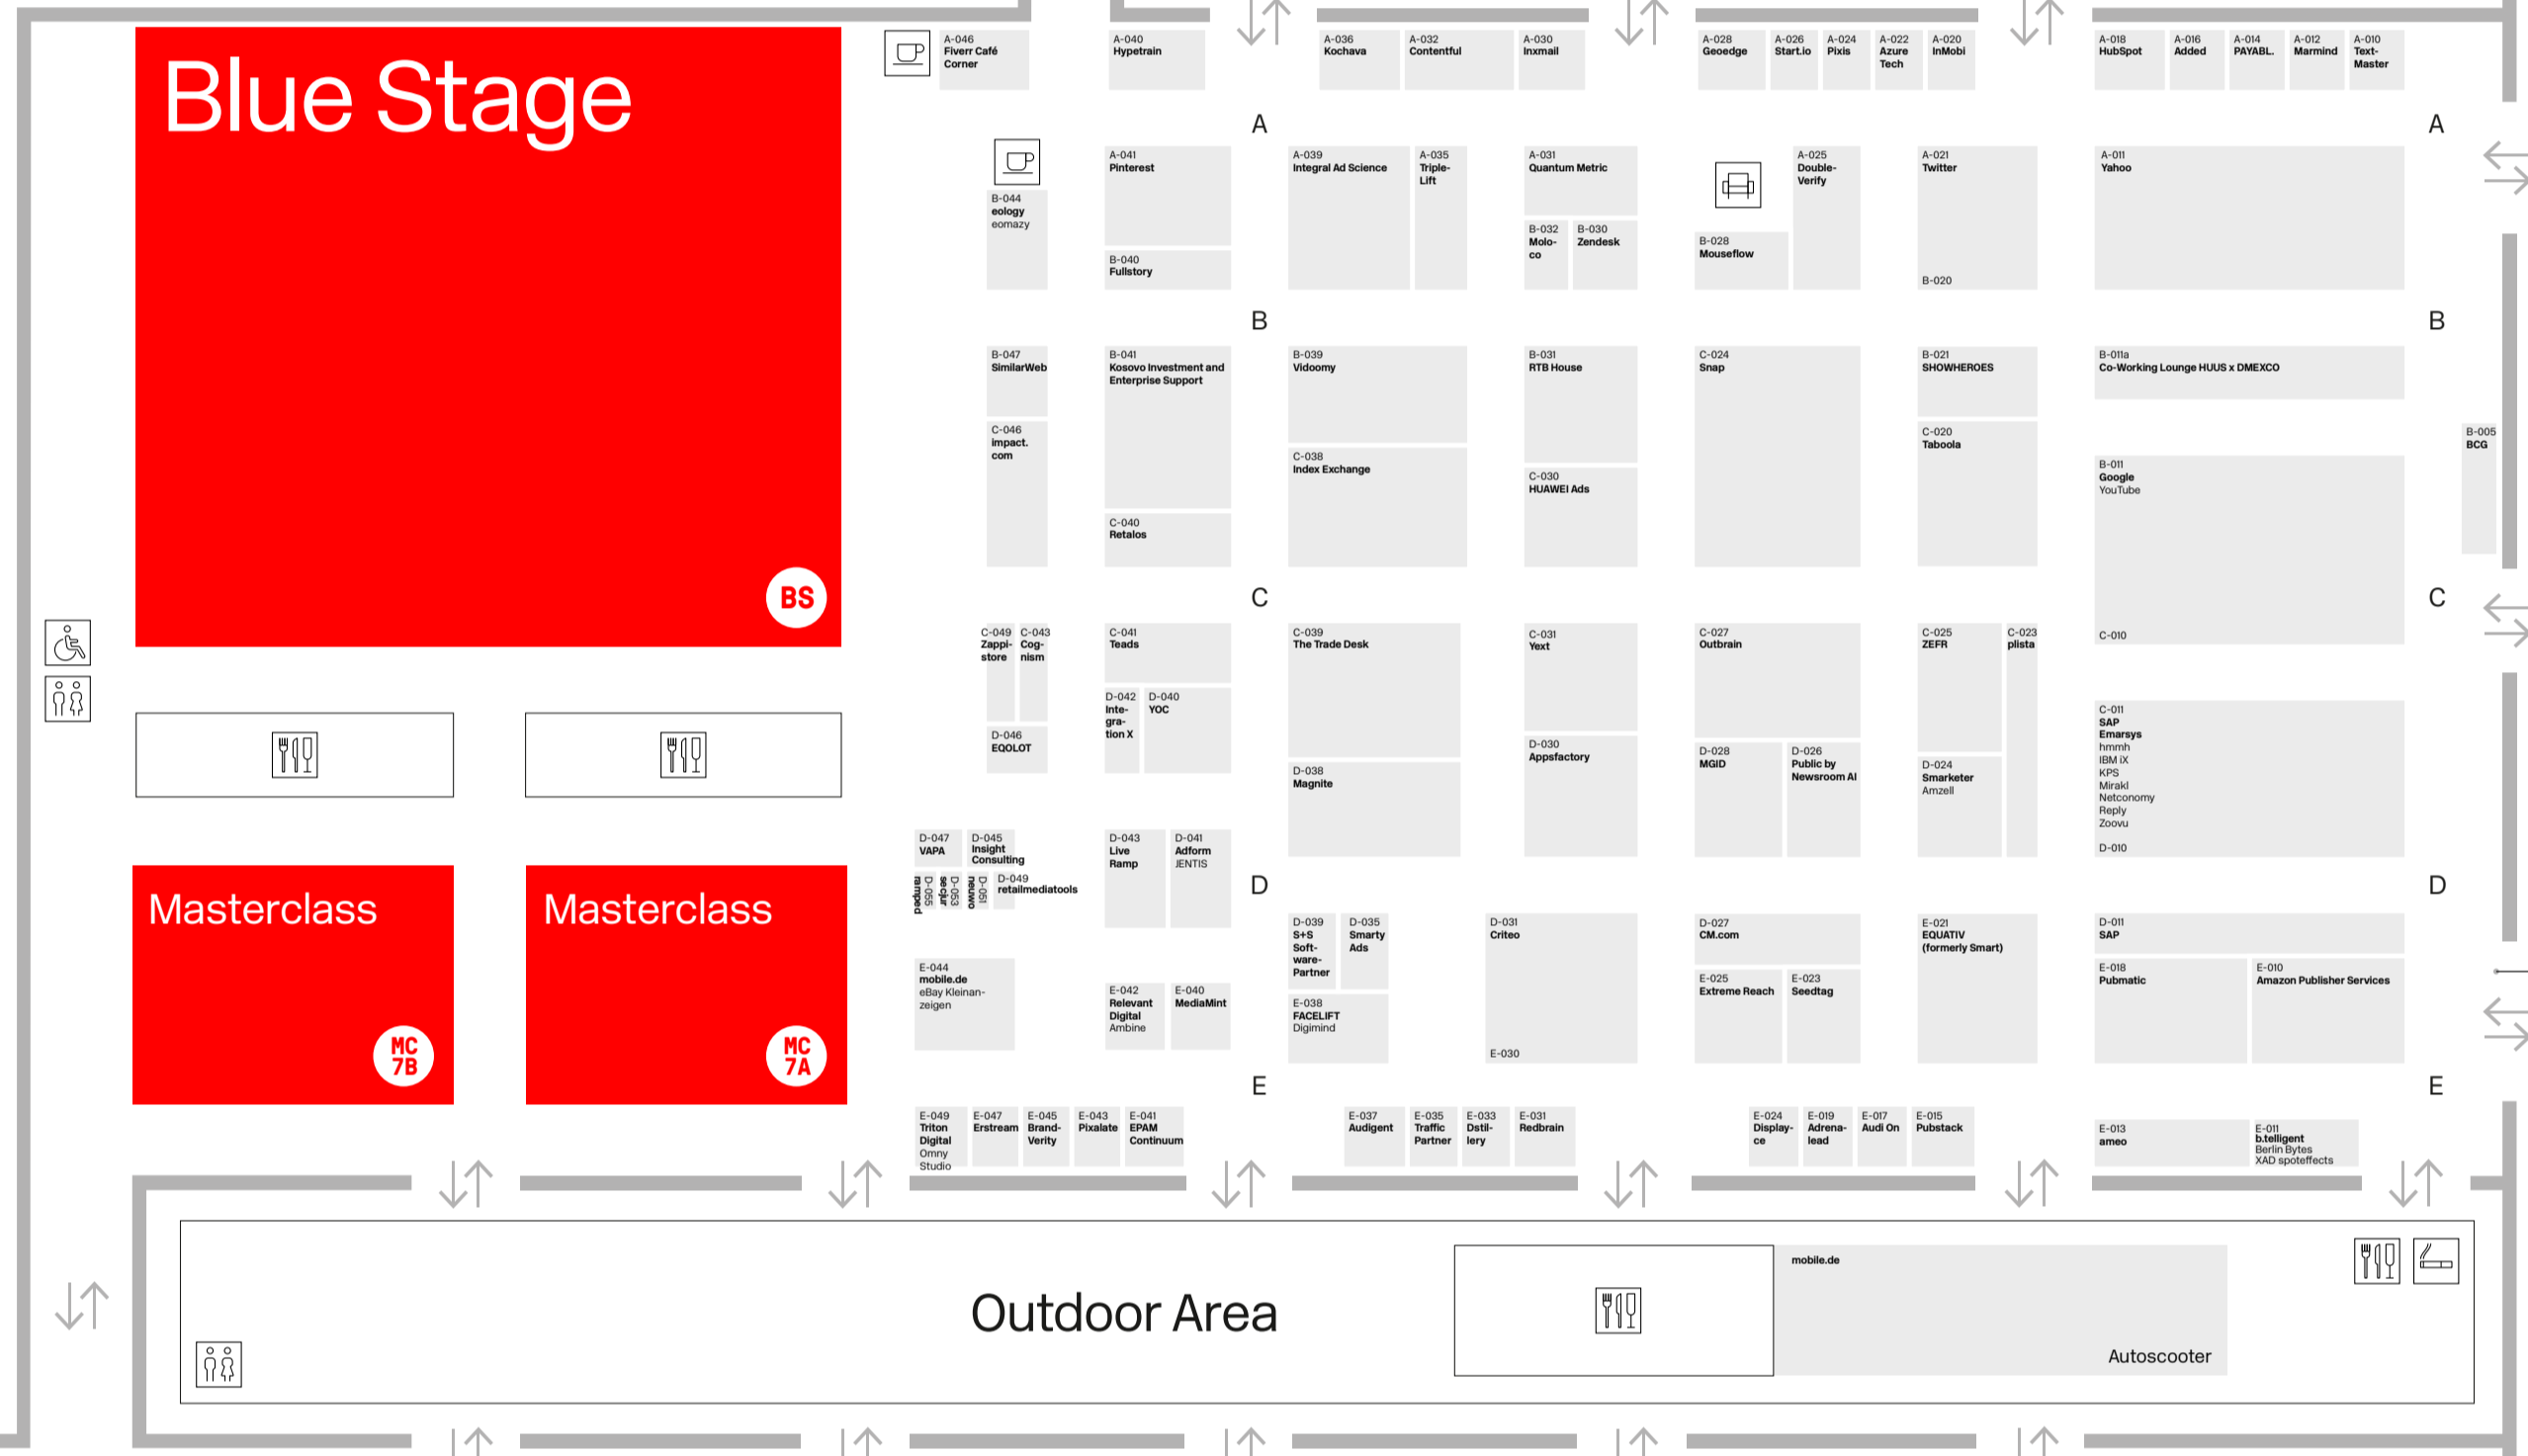 Blue Stage
BS
A-046
Fiverr Café
Corner
A-040
Hypetrain
A-036
Kochava
A-032
Contentful
A-030
Inxmail
A-028
Geoedge
A-026
Start.io
A-024
Pixis
A-022
Azure
Tech
A-020
InMobi
A-018
HubSpot
A-016
Added
A-014
PAYABL.
A-012
Marmind
A-010
Text-
Master
A
A
B-044
eology
eomazy
A-041
Pinterest
B-040
Fullstory
A-039
Integral Ad Science
A-035
Triple-
Lift
A-031
Quantum Metric
B-032
Molo-
co
B-030
Zendesk
B-028
Mouseflow
A-025
Double-
Verify
A-021
Twitter
B-020
A-011
Yahoo
B
B
B-047
SimilarWeb
C-046
impact.
com
B-041
Kosovo Investment and
Enterprise Support
C-040
Retalos
B-039
Vidoomy
C-038
Index Exchange
B-031
RTB House
C-030
HUAWEI Ads
C-024
Snap
B-021
SHOWHEROES
C-020
Taboola
B-011a
Co-Working Lounge HUUS x DMEXCO
B-011
Google
YouTube
C-010
B-005
BCG
C
C
C-049
Zappi-
store
C-043
Cog-
nism
D-046
EQOLOT
C-041
Teads
D-042
Inte-
gra-
tion X
D-040
YOC
C-039
The Trade Desk
D-038
Magnite
C-031
Yext
D-030
Appsfactory
C-027
Outbrain
D-028
MGID
D-026
Public by
Newsroom AI
C-025
ZEFR
C-023
plista
D-024
Smarketer
Amzell
C-011
SAP
Emarsys
hmmh
IBM iX
KPS
Mirakl
Netconomy
Reply
Zoovu
D-010
D-047
VAPA
D-045
Insight
Consulting
D-055
ramped
D-053
secjur
D-051
neuwo
D-049
retailmediatools
D-043
Live
Ramp
D-041
Adform
JENTIS
D
D
Masterclass
MC
7B
Masterclass
MC
7A
E-044
mobile.de
eBay Kleinan-
zeigen
E-042
Relevant
Digital
Ambine
E-040
MediaMint
D-039
S+S
Soft-
ware-
Partner
D-035
Smarty
Ads
E-038
FACELIFT
Digimind
D-031
Criteo
E-030
D-027
CM.com
E-025
Extreme Reach
E-023
Seedtag
E-021
EQUATIV
(formerly Smart)
D-011
SAP
E-018
Pubmatic
E-010
Amazon Publisher Services
E
E
E-049
Triton
Digital
Omny
Studio
E-047
Erstream
E-045
Brand-
Verity
E-043
Pixalate
E-041
EPAM
Continuum
E-037
Audigent
E-035
Traffic
Partner
E-033
Dstil-
lery
E-031
Redbrain
E-024
Display-
ce
E-019
Adrena-
lead
E-017
Audi On
E-015
Pubstack
E-013
ameo
E-011
b.telligent
Berlin Bytes
XAD spoteffects
Outdoor Area
mobile.de
Autoscooter